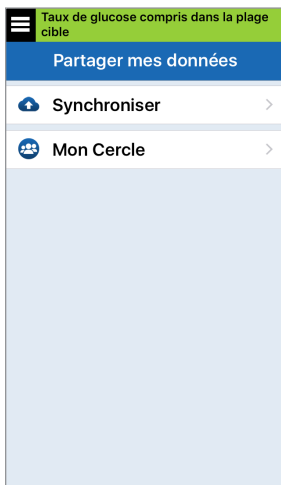 Taux de glucose compris dans la plage
cible
Partager mes données
Synchroniser
Mon Cercle